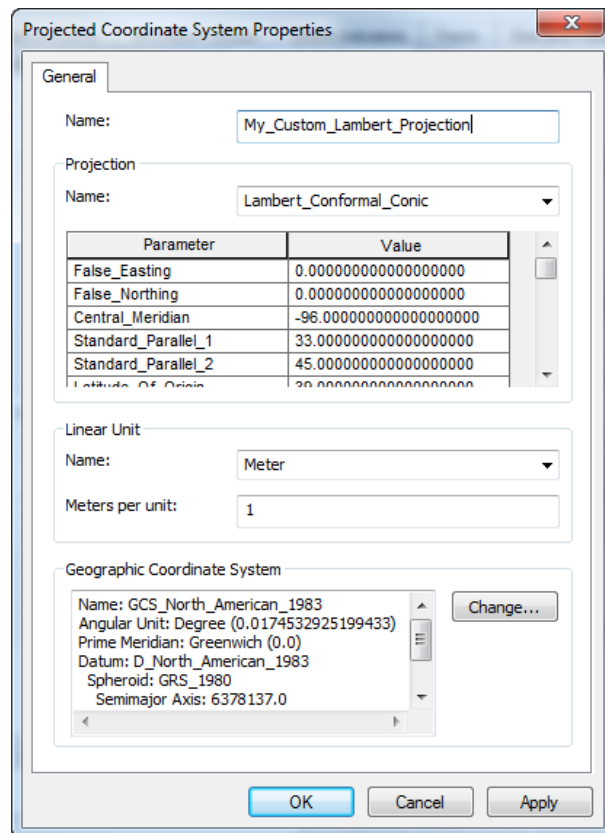 Projected Coordinate System Properties
General
Name: My_Custom_Lambert_Projection
Projection
Name: Lambert_Conformal_Conic
Parameter Value
False_Easting 0.000000000000000000
False_Northing 0.000000000000000000
Central_Meridian -96.000000000000000000
Standard_Parallel_1 33.000000000000000000
Standard_Parallel_2 45.000000000000000000
Latitude_Of_Origin 39.000000000000000000
Linear Unit
Name: Meter
Meters per unit: 1
Geographic Coordinate System
Name: GCS_North_American_1983
Angular Unit: Degree (0.0174532925199433)
Prime Meridian: Greenwich (0.0)
Datum: D_North_American_1983
Spheroid: GRS_1980
Semimajor Axis: 6378137.0
Change...
OK Cancel Apply